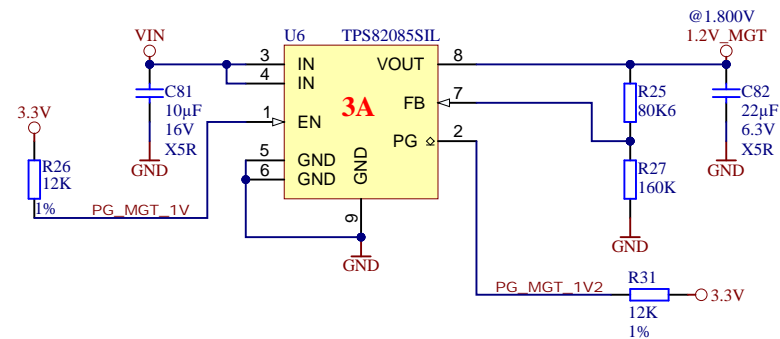 @1.800V
VIN
U6
TPS82085SIL
1.2V_MGT
3
IN
VOUT
8
4
IN
C81
10µF
16V
X5R
R25
80K6
C82
22µF
6.3V
X5R
FB
7
3A
3.3V
1
EN
PG
2
GND
GND
R26
12K
1%
5
GND
6
GND
GND
R27
160K
PG_MGT_1V
9
GND
GND
PG_MGT_1V2
R31
12K
1%
3.3V